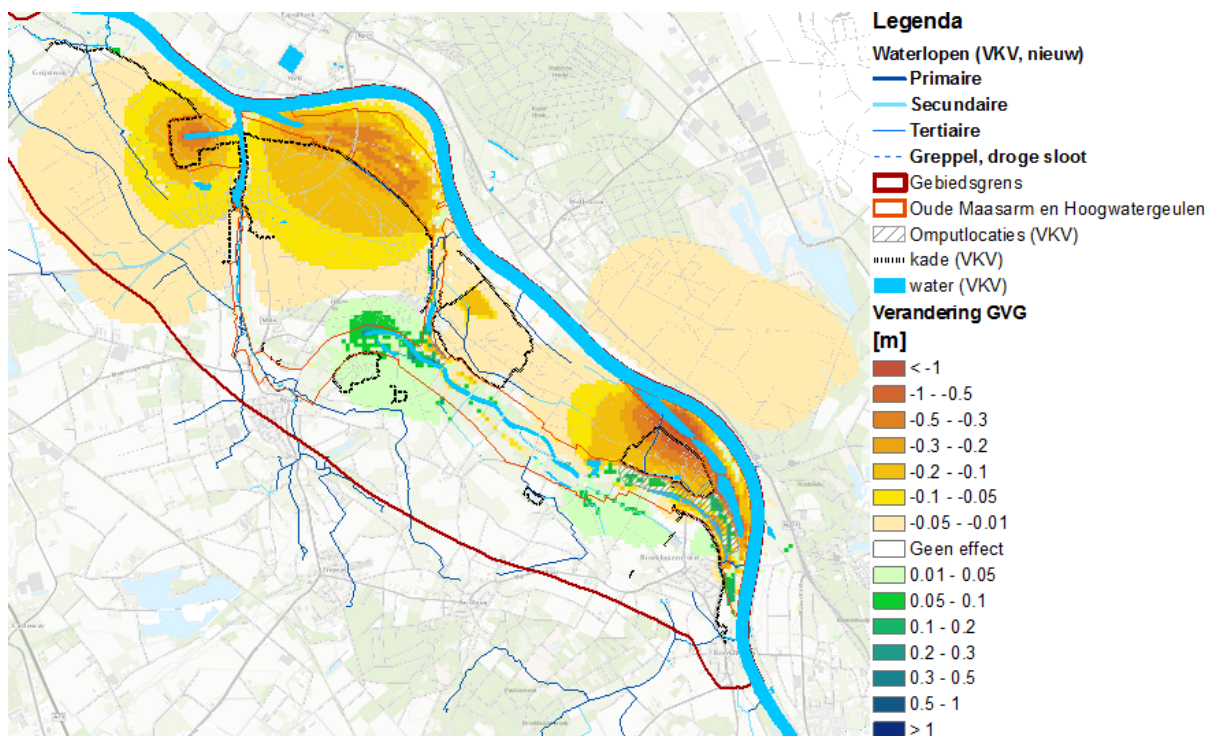 Legenda
Waterlopen (VKV, nieuw)
Primaire
Secundaire
Tertiaire
Greppel, droge sloot
Gebiedsgrens
Oude Maasarm en Hoogwatergeulen
Omputlocaties (VKV)
kade (VKV)
water (VKV)
Verandering GVG
[m]
< -1
-1 - -0.5
-0.5 - -0.3
-0.3 - -0.2
-0.2 - -0.1
-0.1 - -0.05
-0.05 - -0.01
Geen effect
0.01 - 0.05
0.05 - 0.1
0.1 - 0.2
0.2 - 0.3
0.3 - 0.5
0.5 - 1
> 1